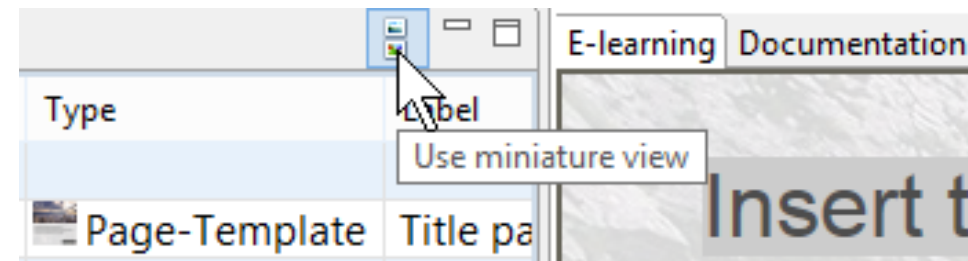 E-learning Documentation
Type Label
Use miniature view
Insert t
Page-Template Title pa